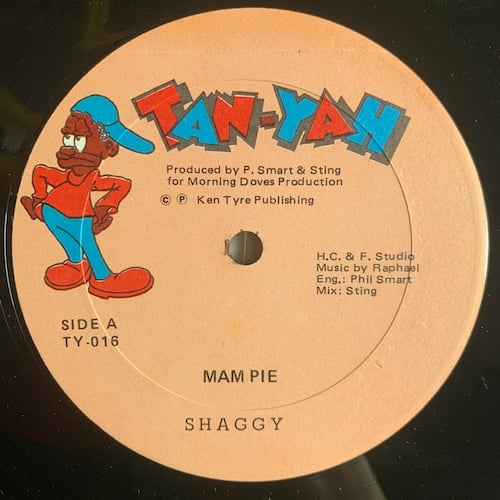 TAN-YAH
Produced by P. Smart & Sting
for Morning Doves Production
© ℗ Ken Tyre Publishing
H.C. & F. Studio
Music by Raphael
Eng.: Phil Smart
Mix: Sting
SIDE A
TY-016
MAM PIE
SHAGGY